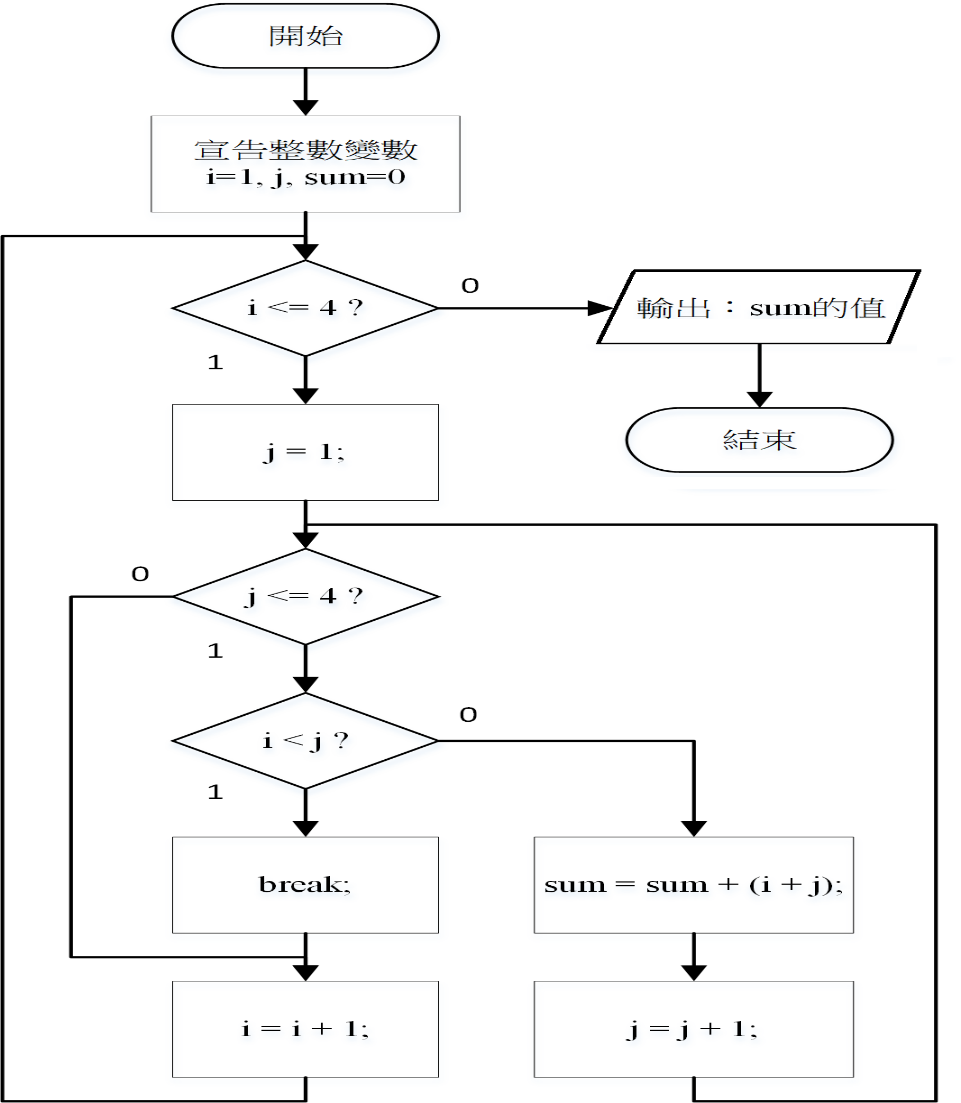 開始
宣告整數變數
i=1, j, sum=0
i <= 4 ?
0
輸出：sum的值
1
j = 1;
結束
0
j <= 4 ?
1
i < j ?
0
1
break;
sum = sum + (i + j);
i = i + 1;
j = j + 1;